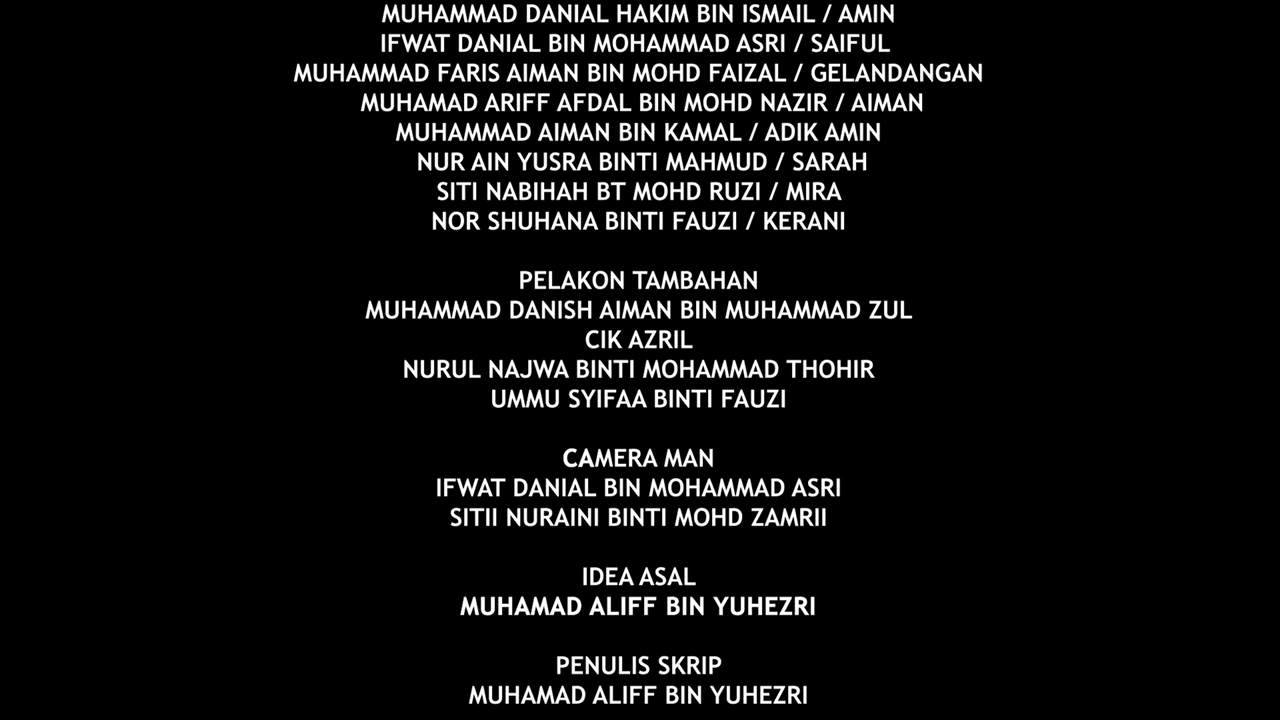 MUHAMMAD DANIAL HAKIM BIN ISMAIL / AMIN
IFWAT DANIAL BIN MOHAMMAD ASRI / SAIFUL
MUHAMMAD FARIS AIMAN BIN MOHD FAIZAL / GELANDANGAN
MUHAMAD ARIFF AFDAL BIN MOHD NAZIR / AIMAN
MUHAMMAD AIMAN BIN KAMAL / ADIK AMIN
NUR AIN YUSRA BINTI MAHMUD / SARAH
SITI NABIHAH BT MOHD RUZI / MIRA
NOR SHUHANA BINTI FAUZI / KERANI
PELAKON TAMBAHAN
MUHAMMAD DANISH AIMAN BIN MUHAMMAD ZUL
CIK AZRIL
NURUL NAJWA BINTI MOHAMMAD THOHIR
UMMU SYIFAA BINTI FAUZI
CAMERA MAN
IFWAT DANIAL BIN MOHAMMAD ASRI
SITII NURAINI BINTI MOHD ZAMRII
IDEA ASAL
MUHAMAD ALIFF BIN YUHEZRI
PENULIS SKRIP
MUHAMAD ALIFF BIN YUHEZRI